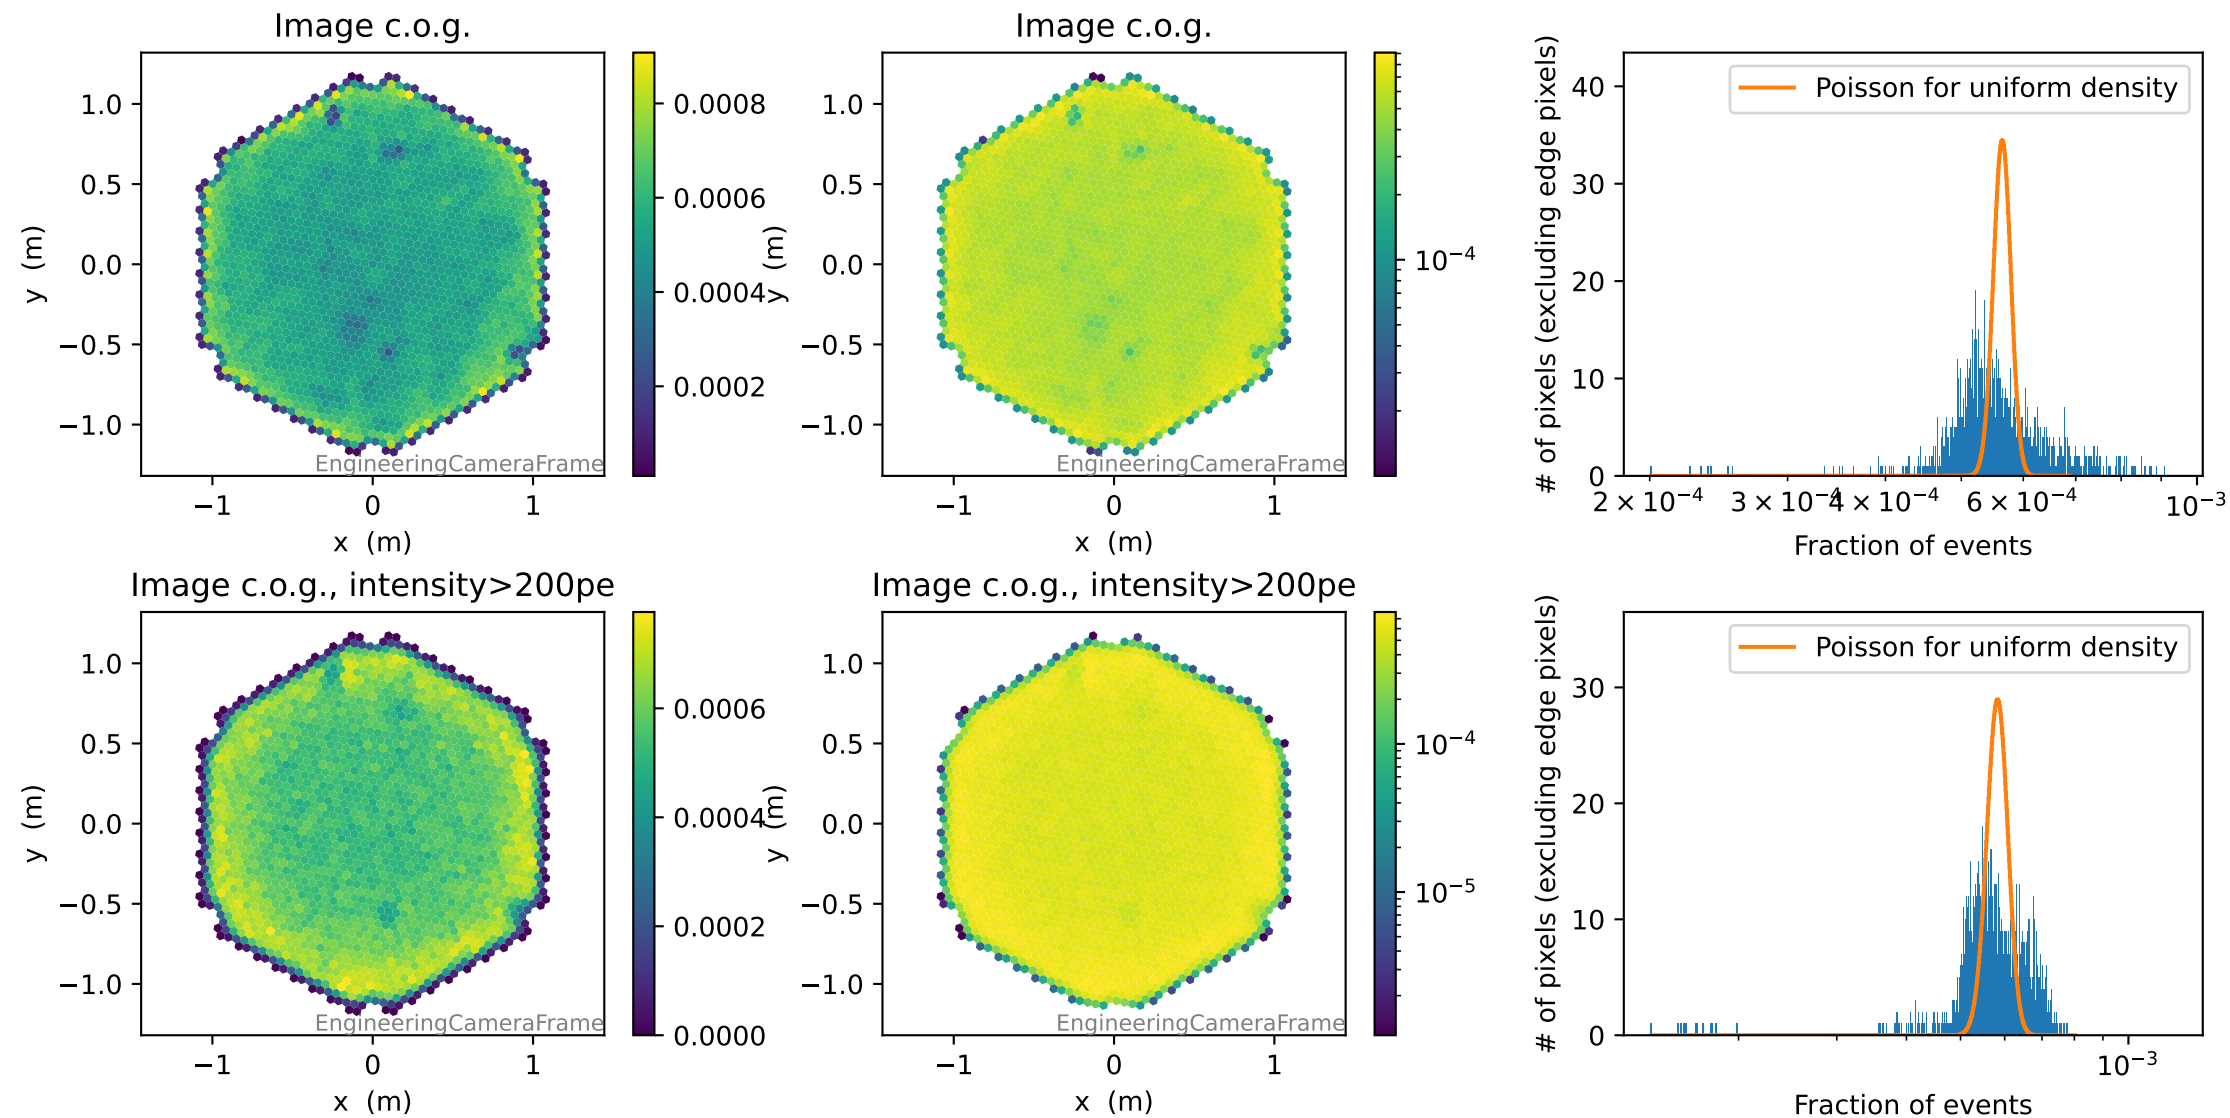 Image c.o.g.
y (m)
1.0
0.5
0.0
−0.5
−1.0
−1
0
1
x (m)
EngineeringCameraFrame
0.0008
0.0006
0.0004
0.0002
Image c.o.g.
y (m)
1.0
0.5
0.0
−0.5
−1.0
−1
0
1
x (m)
EngineeringCameraFrame
10⁻⁴
# of pixels (excluding edge pixels)
40
30
20
10
0
Poisson for uniform density
2 × 10⁻⁴
3 × 10⁻⁴
4 × 10⁻⁴
6 × 10⁻⁴
10⁻³
Fraction of events
Image c.o.g., intensity>200pe
y (m)
1.0
0.5
0.0
−0.5
−1.0
−1
0
1
x (m)
EngineeringCameraFrame
0.0006
0.0004
0.0002
0.0000
Image c.o.g., intensity>200pe
y (m)
1.0
0.5
0.0
−0.5
−1.0
−1
0
1
x (m)
EngineeringCameraFrame
10⁻⁴
10⁻⁵
# of pixels (excluding edge pixels)
30
20
10
0
Poisson for uniform density
10⁻³
Fraction of events